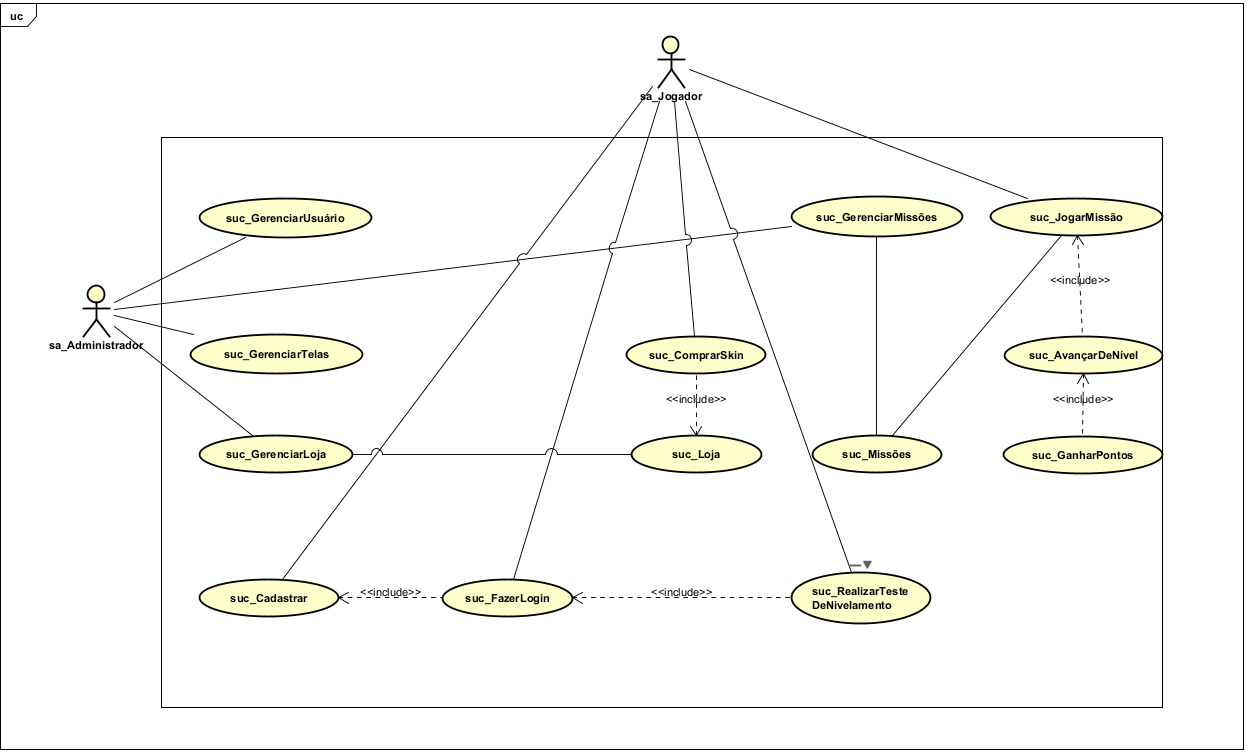 uc
sa_Jogador
suc_GerenciarUsuário
suc_GerenciarMissões
suc_JogarMissão
<<include>>
sa_Administrador
suc_GerenciarTelas
suc_ComprarSkin
suc_AvançarDeNível
<<include>>
<<include>>
suc_GerenciarLoja
suc_Loja
suc_Missões
suc_GanharPontos
suc_Cadastrar
<<include>>
suc_FazerLogin
<<include>>
suc_RealizarTeste
DeNivelamento